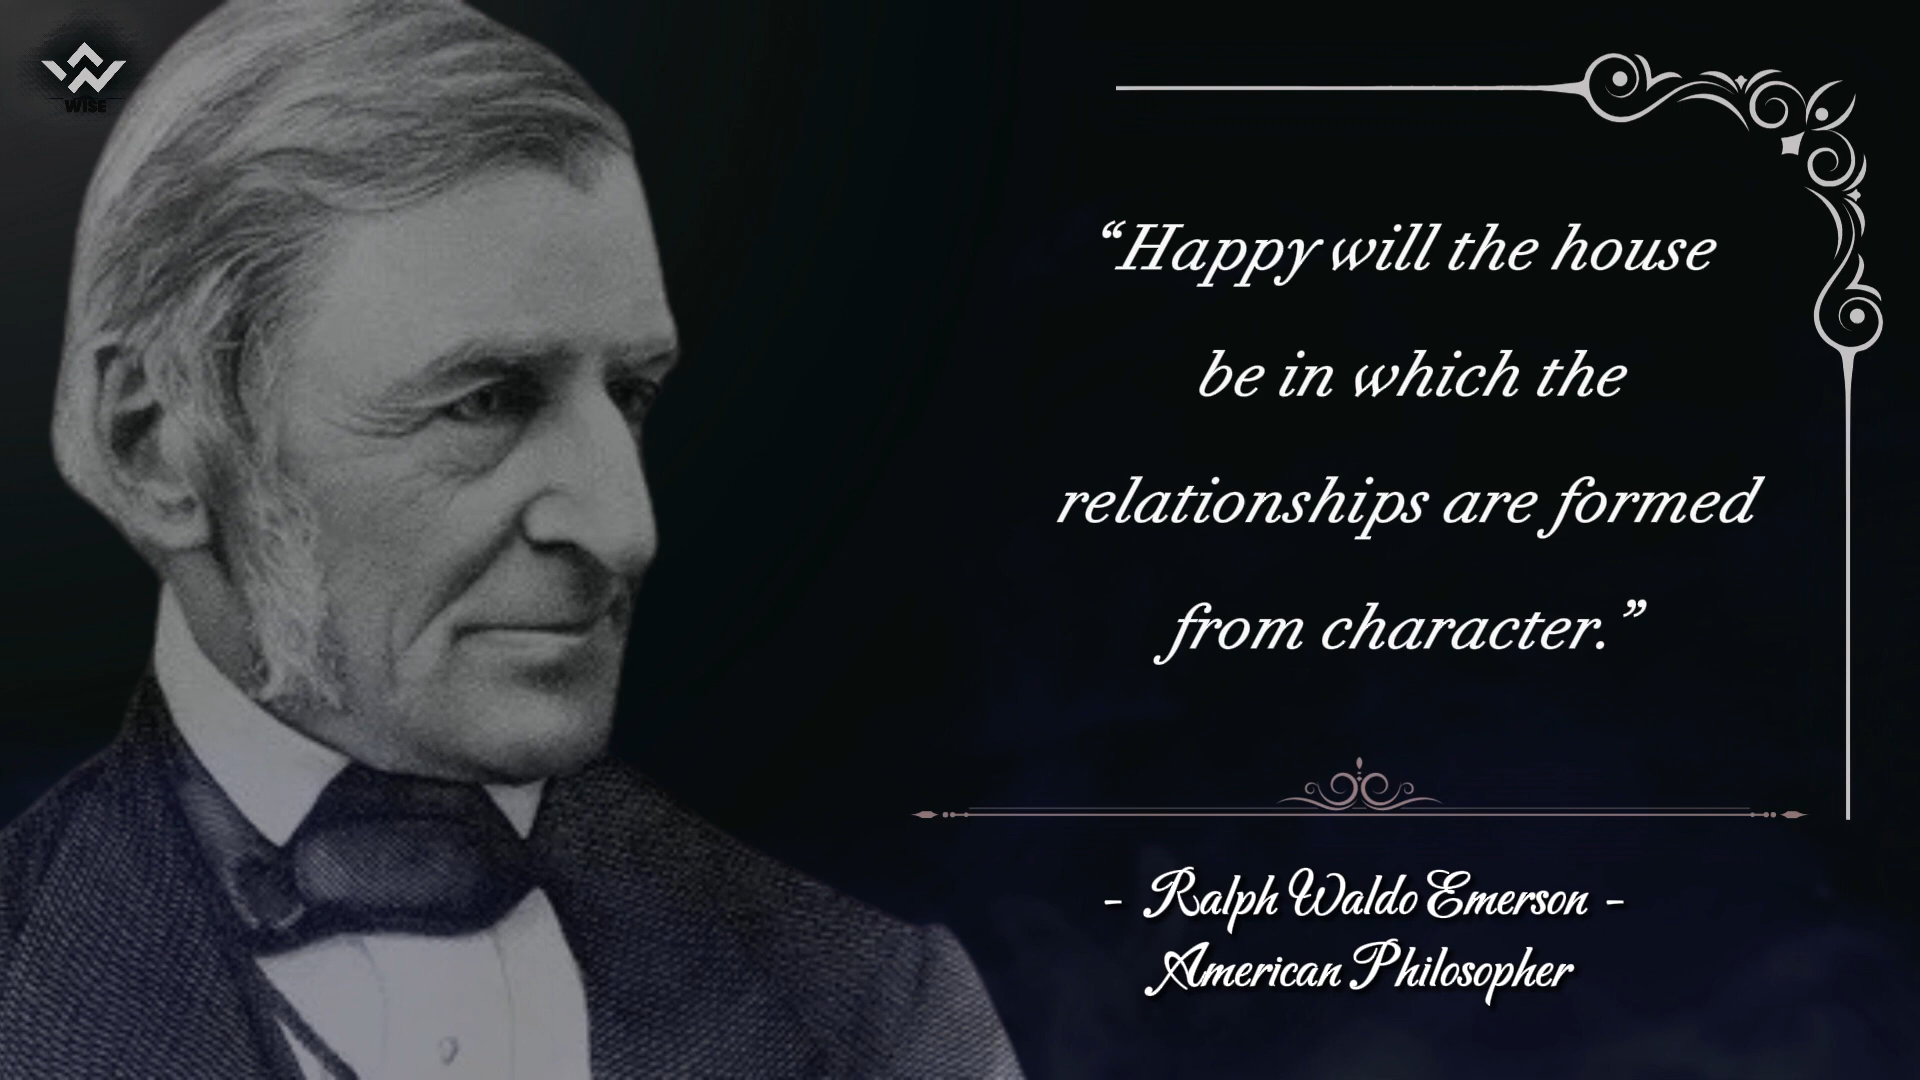 WISE
“Happy will the house
be in which the
relationships are formed
from character.”
- Ralph Waldo Emerson -
American Philosopher